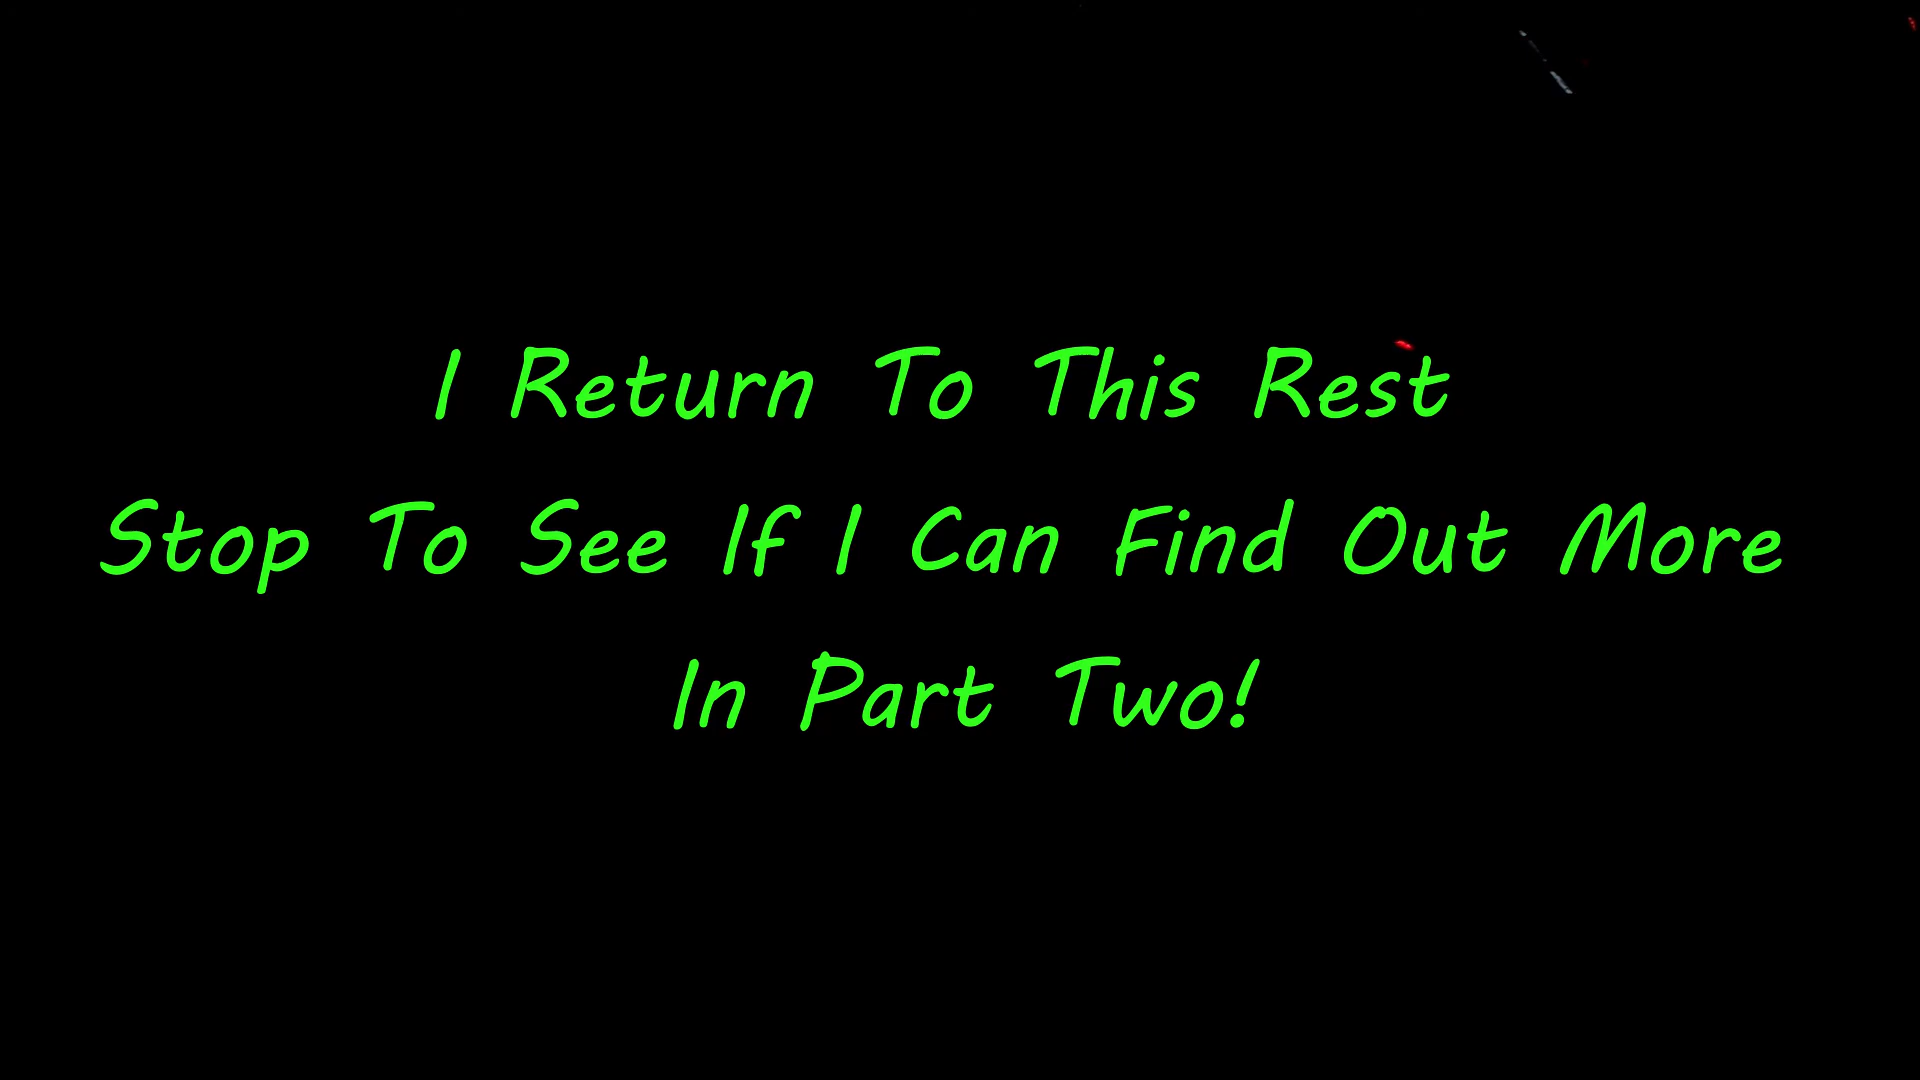 I Return To This Rest
Stop To See If I Can Find Out More
In Part Two!